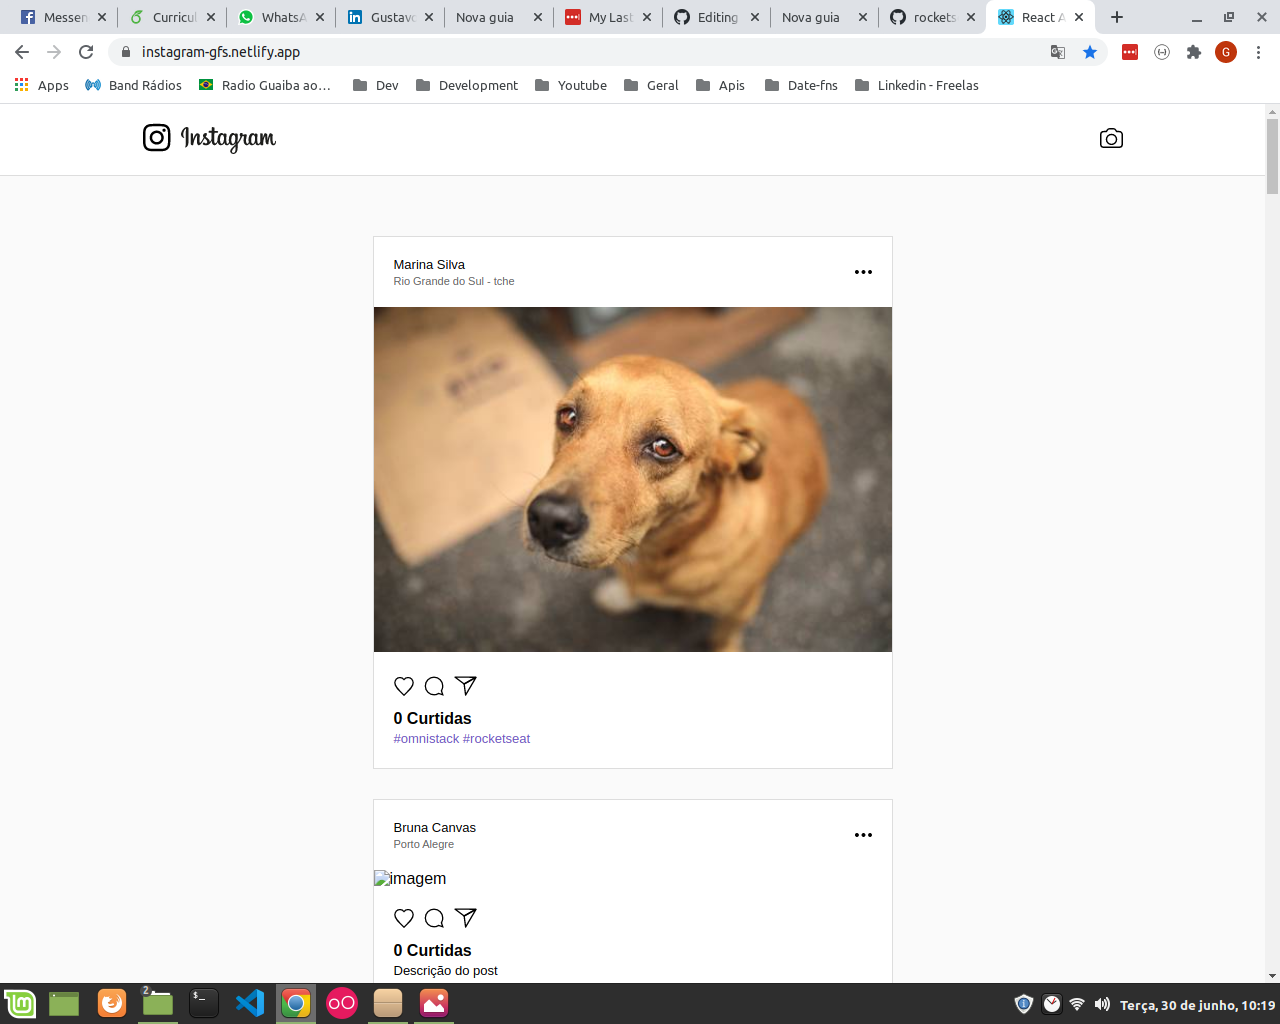 Messen
Curricul
WhatsA
Gustavo
Nova guia
My Last
Editing
Nova guia
rockets
React A
instagram-gfs.netlify.app
G
Apps
Band Rádios
Radio Guaiba ao...
Dev
Development
Youtube
Geral
Apis
Date-fns
Linkedin - Freelas
Instagram
Marina Silva
Rio Grande do Sul - tche
0 Curtidas
#omnistack #rocketseat
Bruna Canvas
Porto Alegre
imagem
0 Curtidas
Descrição do post
2
Terça, 30 de junho, 10:19